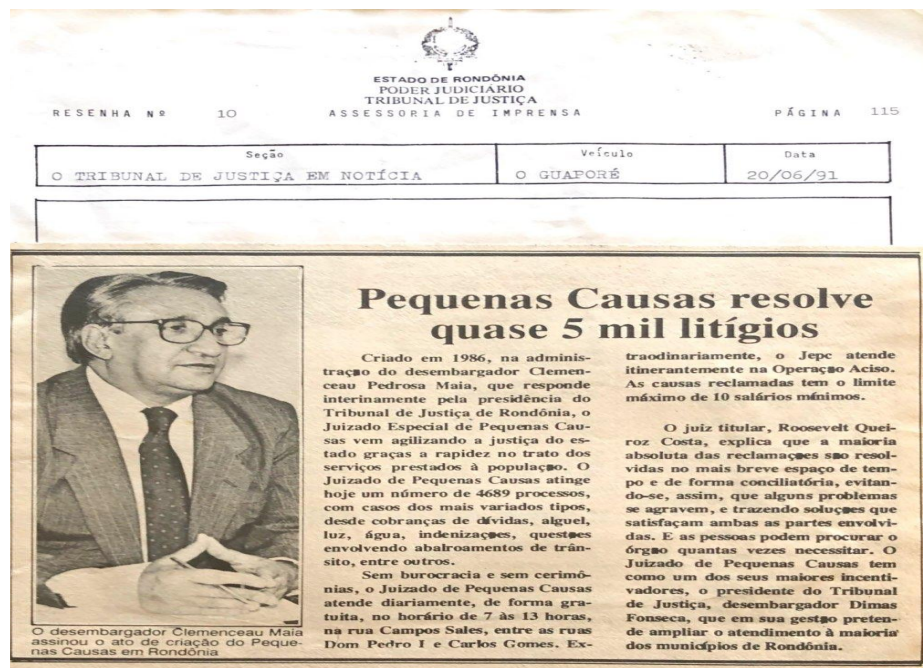 ESTADO DE RONDÔNIA
PODER JUDICIÁRIO
TRIBUNAL DE JUSTIÇA
RESENHA Nº 10 ASSESSORIA DE IMPRENSA PÁGINA 115
Seção Veículo Data
O TRIBUNAL DE JUSTIÇA EM NOTÍCIA O GUAPORÉ 20/06/91
Pequenas Causas resolve
quase 5 mil litígios
Criado em 1986, na adminis-
tração do desembargador Clemen-
ceau Pedrosa Maia, que responde
interinamente pela presidência do
Tribunal de Justiça de Rondônia, o
Juizado Especial de Pequenas Cau-
sas vem agilizando a justiça do es-
tado graças a rapidez no trato dos
serviços prestados à população. O
Juizado de Pequenas Causas atinge
hoje um número de 4689 processos,
com casos dos mais variados tipos,
desde cobranças de dívidas, alguel,
luz, água, indenizações, questões
envolvendo abalroamentos de trân-
sito, entre outros.
Sem burocracia e sem cerimô-
nias, o Juizado de Pequenas Causas
atende diariamente, de forma gra-
tuita, no horário de 7 às 13 horas,
na rua Campos Sales, entre as ruas
Dom Pedro I e Carlos Gomes. Ex-
traodinariamente, o Jepc atende
itinerantemente na Operação Aciso.
As causas reclamadas tem o limite
máximo de 10 salários mínimos.
O juiz titular, Roosevelt Quei-
roz Costa, explica que a maioria
absoluta das reclamações são resol-
vidas no mais breve espaço de tem-
po e de forma conciliatória, evitan-
do-se, assim, que alguns problemas
se agravem, e trazendo soluções que
satisfaçam ambas as partes envolvi-
das. E as pessoas podem procurar o
órgão quantas vezes necessitar. O
Juizado de Pequenas Causas tem
como um dos seus maiores incenti-
vadores, o presidente do Tribunal
de Justiça, desembargador Dimas
Fonseca, que em sua gestão preten-
de ampliar o atendimento à maioria
dos municípios de Rondônia.
O desembargador Clemenceau Maia
assinou o ato de criação do Peque-
nas Causas em Rondônia